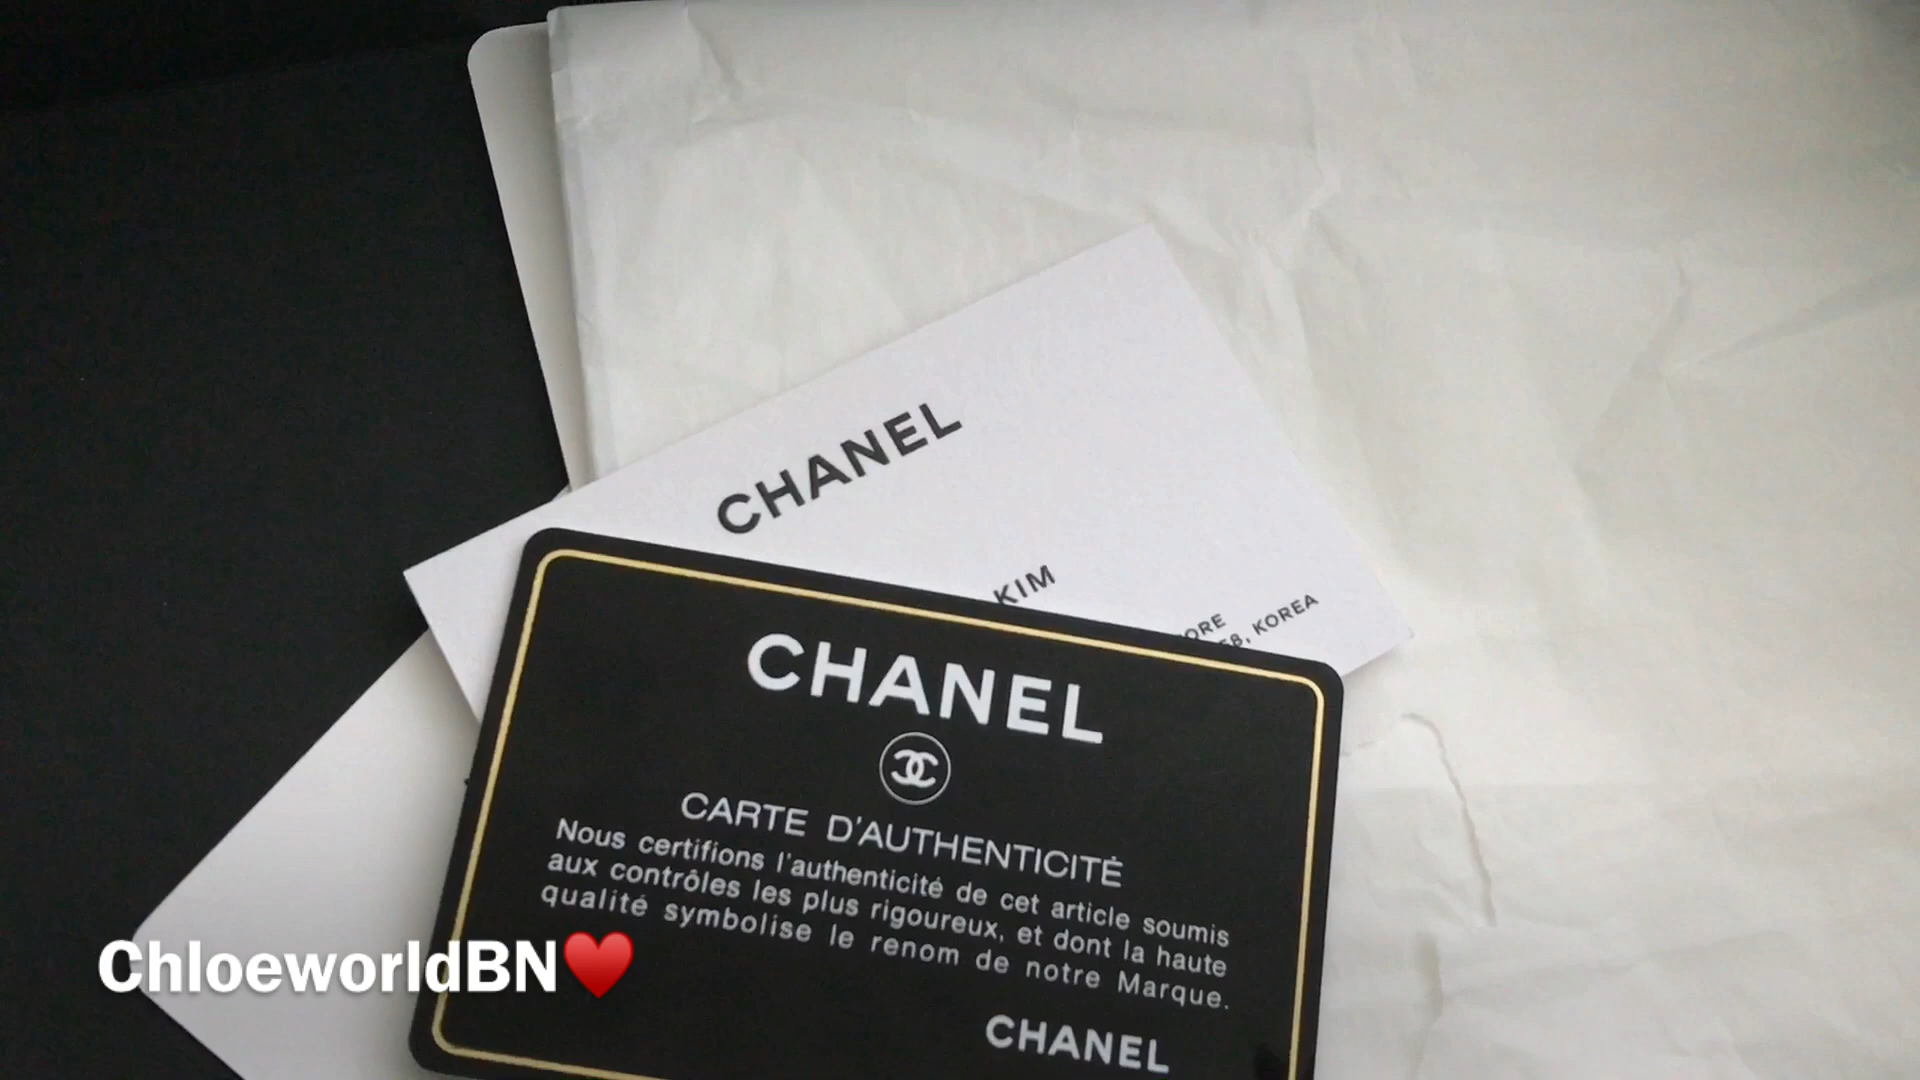 CHANEL
KIM
58, KOREA
CHANEL
CARTE D'AUTHENTICITÉ
Nous certifions l'authenticité de cet article soumis
aux contrôles les plus rigoureux, et dont la haute
qualité symbolise le renom de notre Marque.
CHANEL
ChloeworldBN♥️